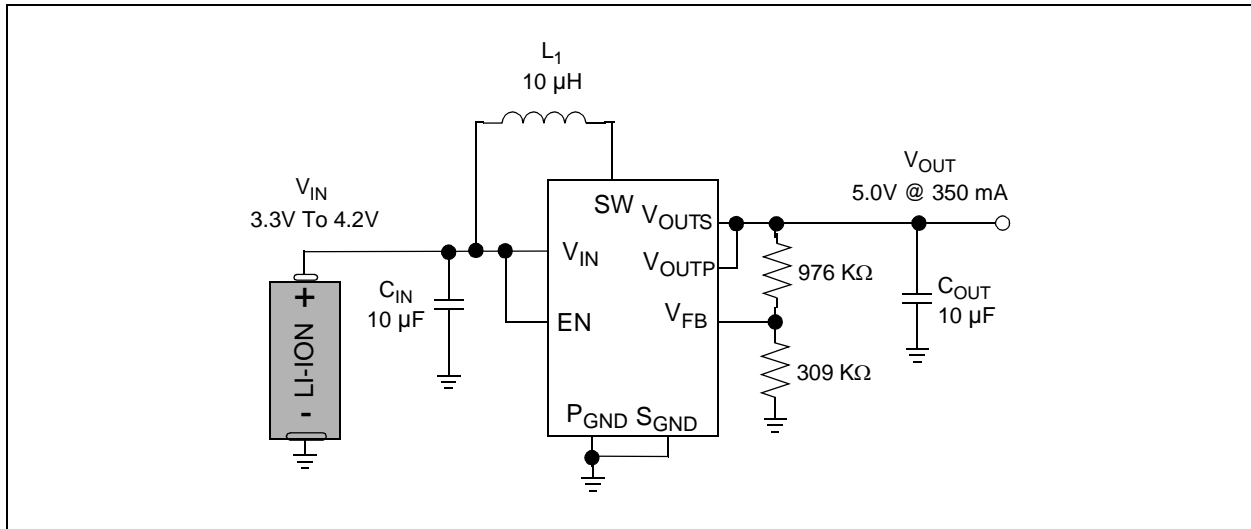 L1
10 µH
VIN
3.3V To 4.2V
VOUT
5.0V @ 350 mA
SW
VOUTS
VIN
VOUTP
976 KΩ
CIN
10 µF
COUT
10 µF
EN
VFB
309 KΩ
+
LI-ION
-
PGND SGND